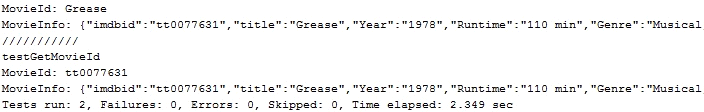 MovieId: Grease
MovieInfo: {"imdbid":"tt0077631","title":"Grease","Year":"1978","Runtime":"110 min","Genre":"Musical
///////////
testGetMovieId
MovieId: tt0077631
MovieInfo: {"imdbid":"tt0077631","title":"Grease","Year":"1978","Runtime":"110 min","Genre":"Musical
Tests run: 2, Failures: 0, Errors: 0, Skipped: 0, Time elapsed: 2.349 sec